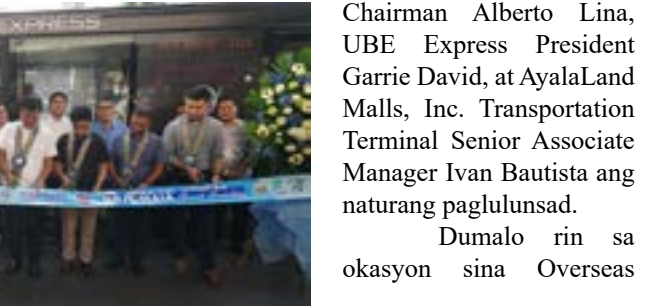 XPRESS
Chairman Alberto Lina,
UBE Express President
Garrie David, at AyalaLand
Malls, Inc. Transportation
Terminal Senior Associate
Manager Ivan Bautista ang
naturang paglulunsad.
Dumalo rin sa
okasyon sina Overseas